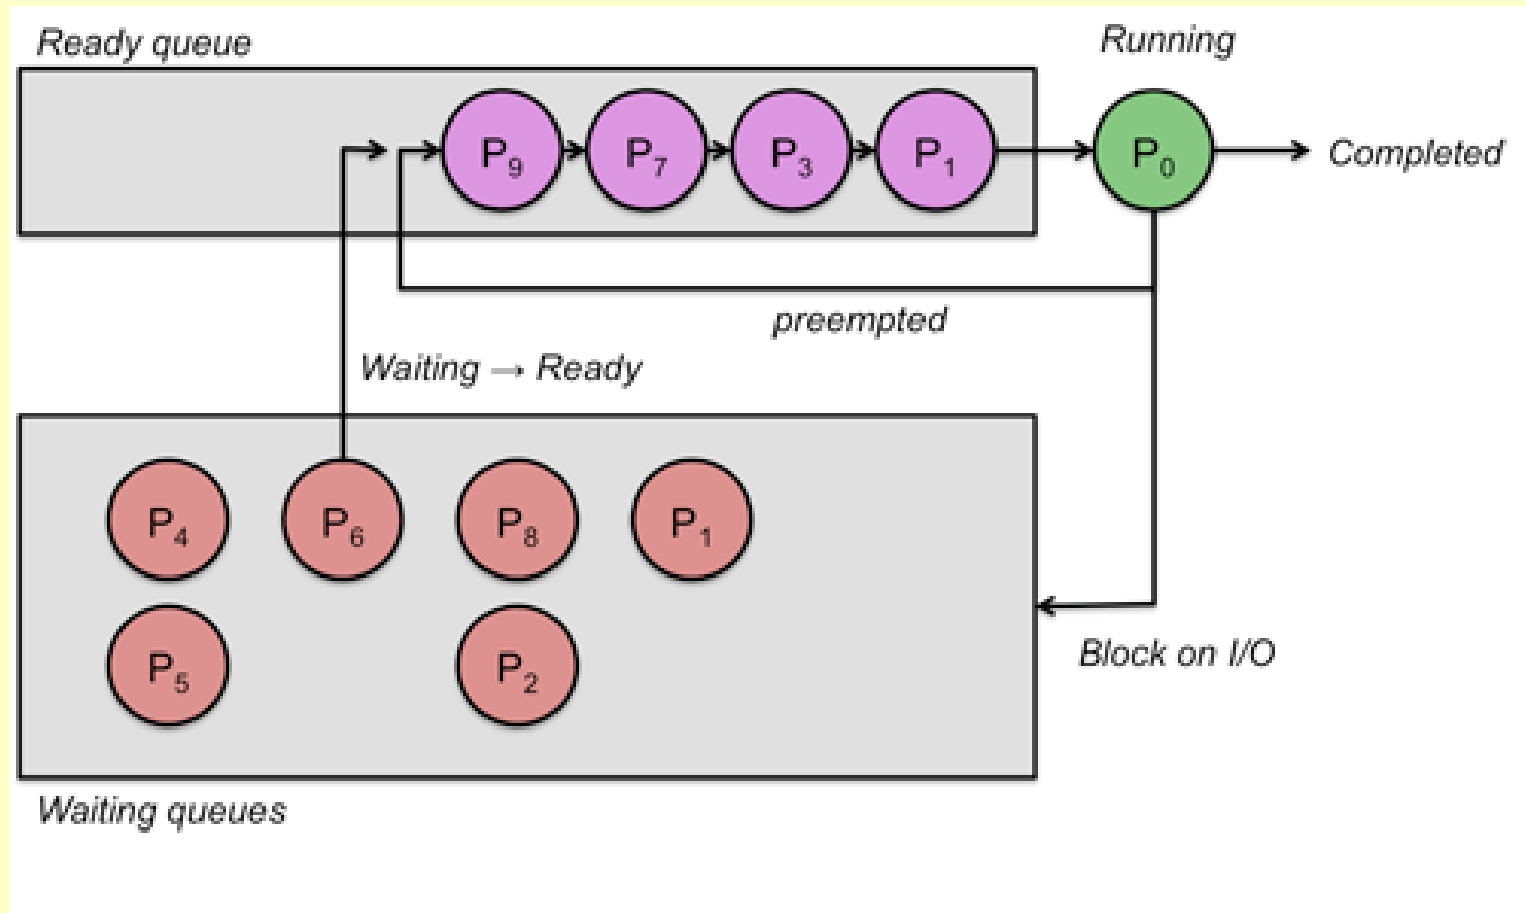 Ready queue
Running
P9
P7
P3
P1
P0
Completed
preempted
Waiting → Ready
P4
P6
P8
P1
P5
P2
Block on I/O
Waiting queues